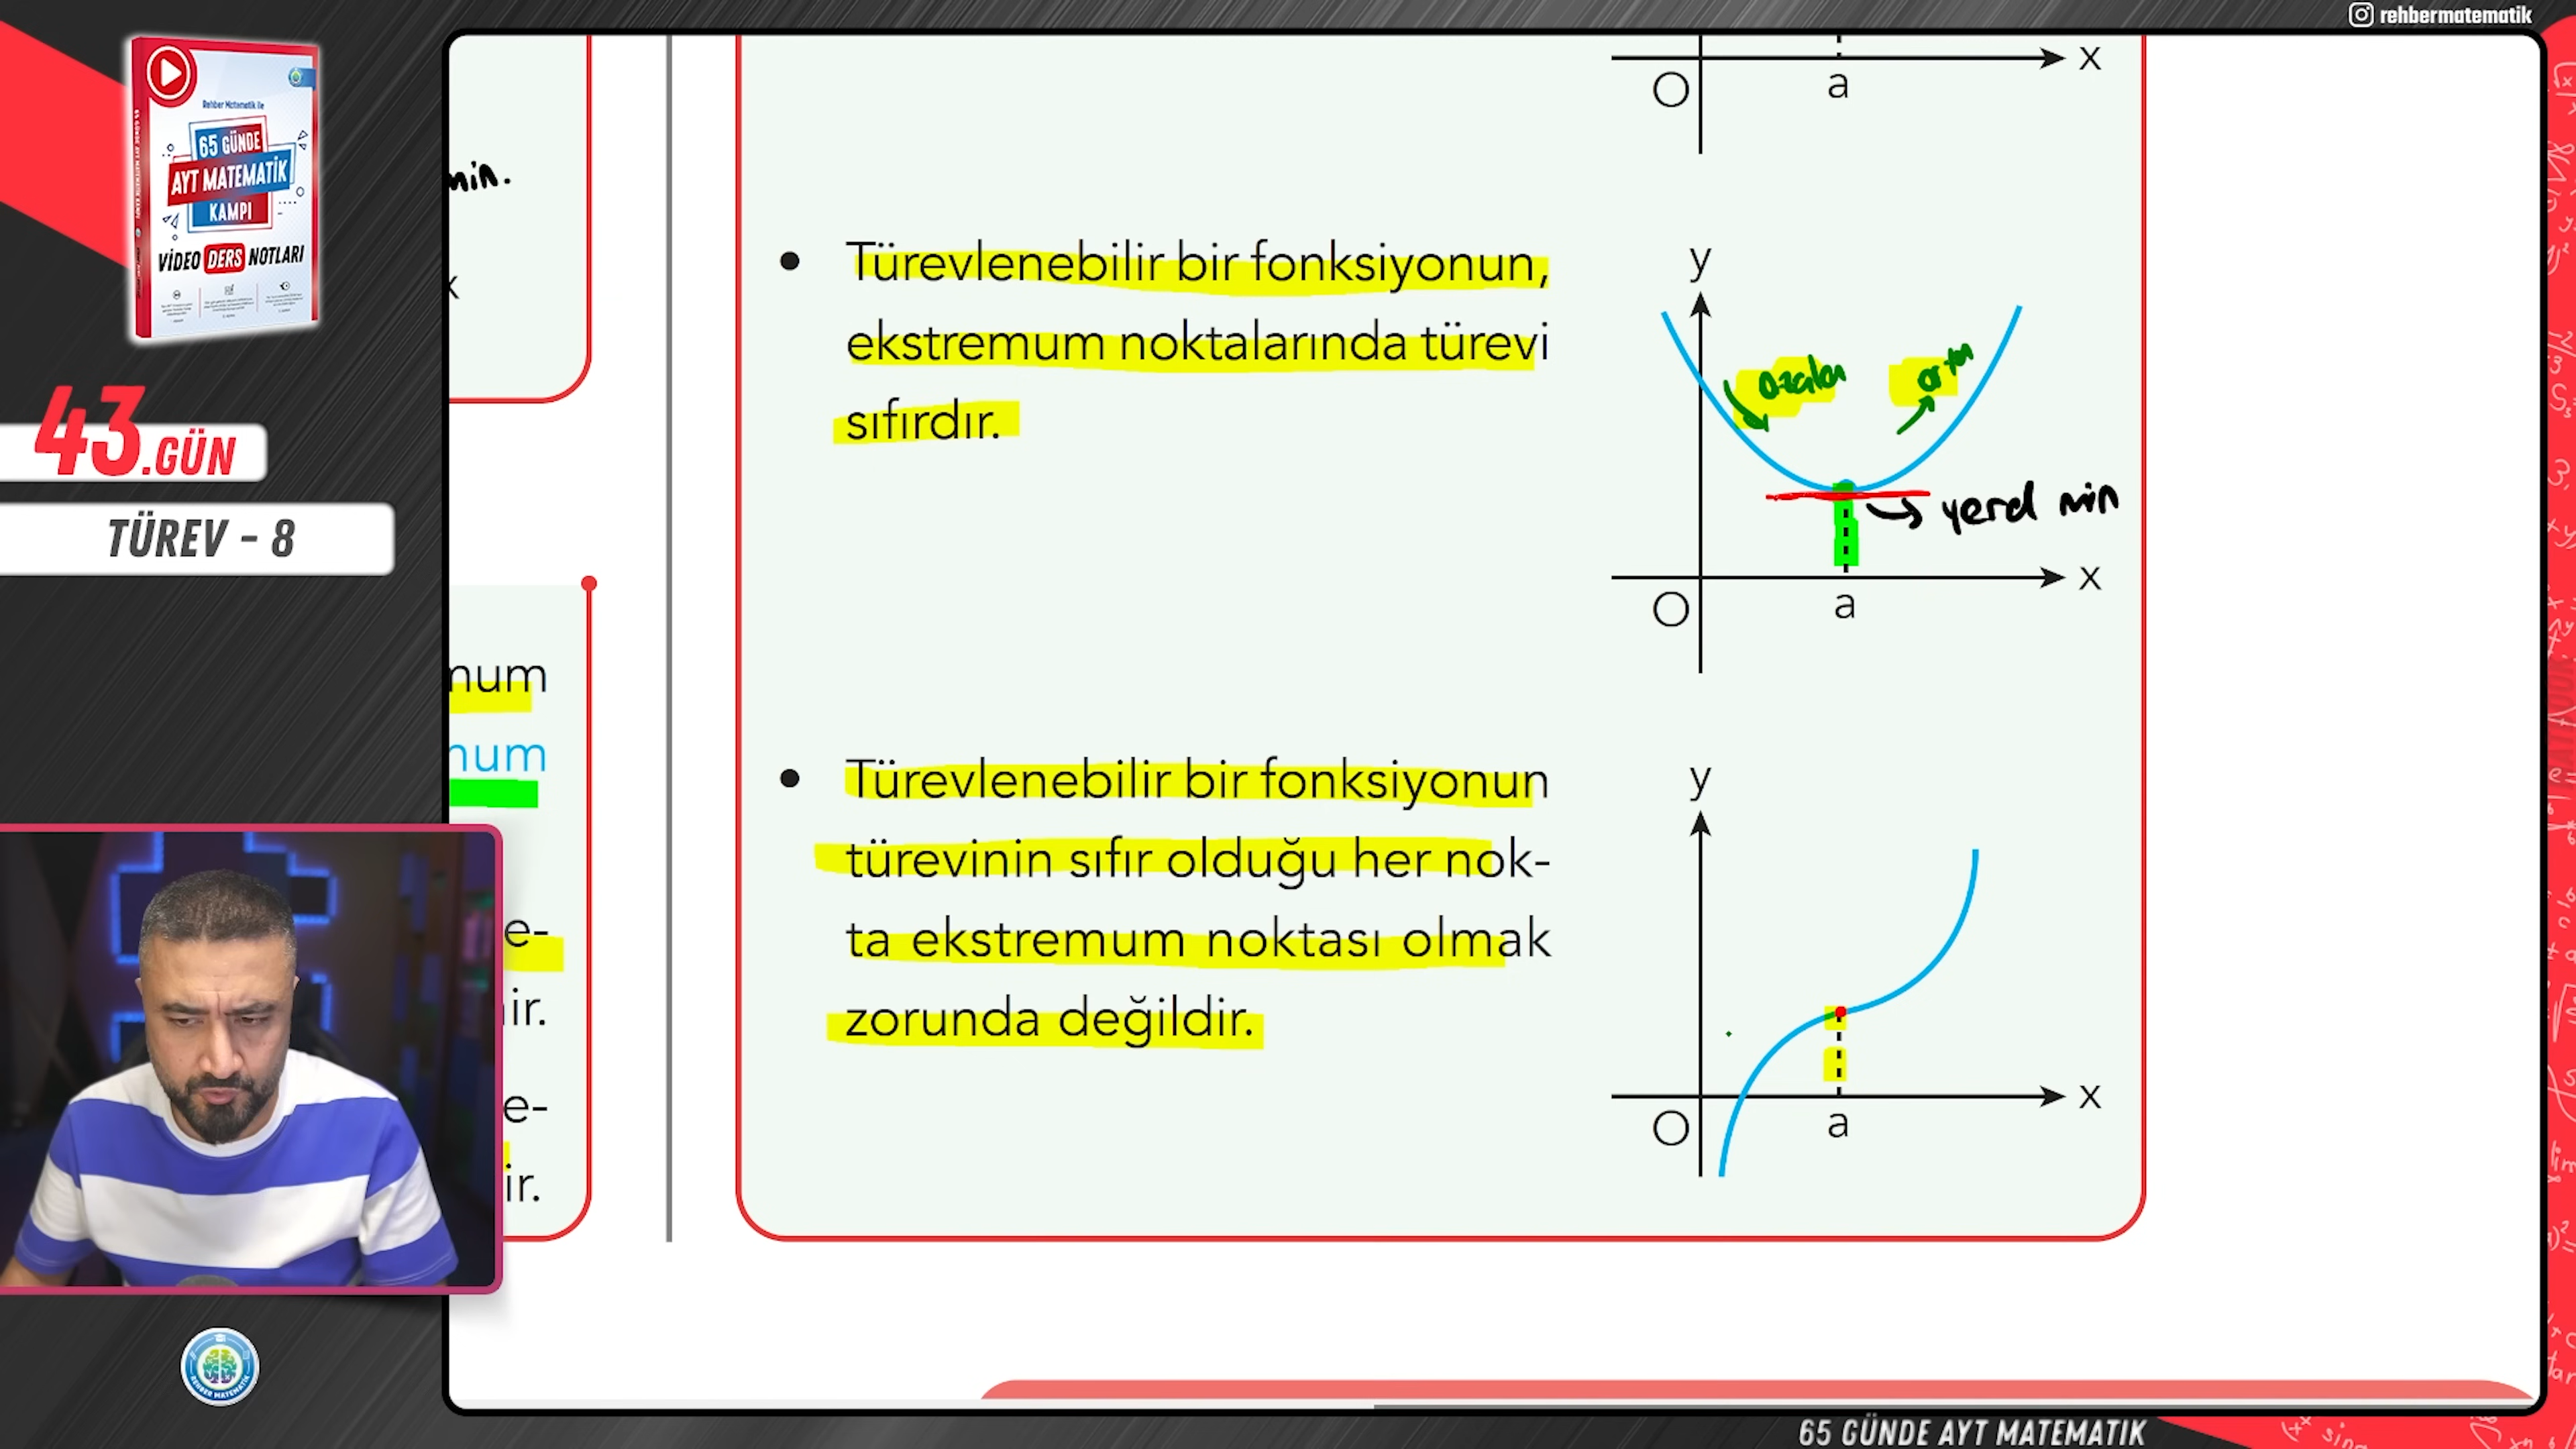 rehbermatematik
Rehber Matematik ile
65 GÜNDE
AYT MATEMATİK
KAMPI
VİDEO DERS NOTLARI
43.GÜN
TÜREV - 8
REHBER MATEMATİK
min.
x
num
num
e-
ir.
e-
ir.
O
a
x
• Türevlenebilir bir fonksiyonun,
ekstremum noktalarında türevi
sıfırdır.
y
azalan
artan
yerel min
O
a
x
• Türevlenebilir bir fonksiyonun
türevinin sıfır olduğu her nok-
ta ekstremum noktası olmak
zorunda değildir.
y
O
a
x
65 GÜNDE AYT MATEMATİK